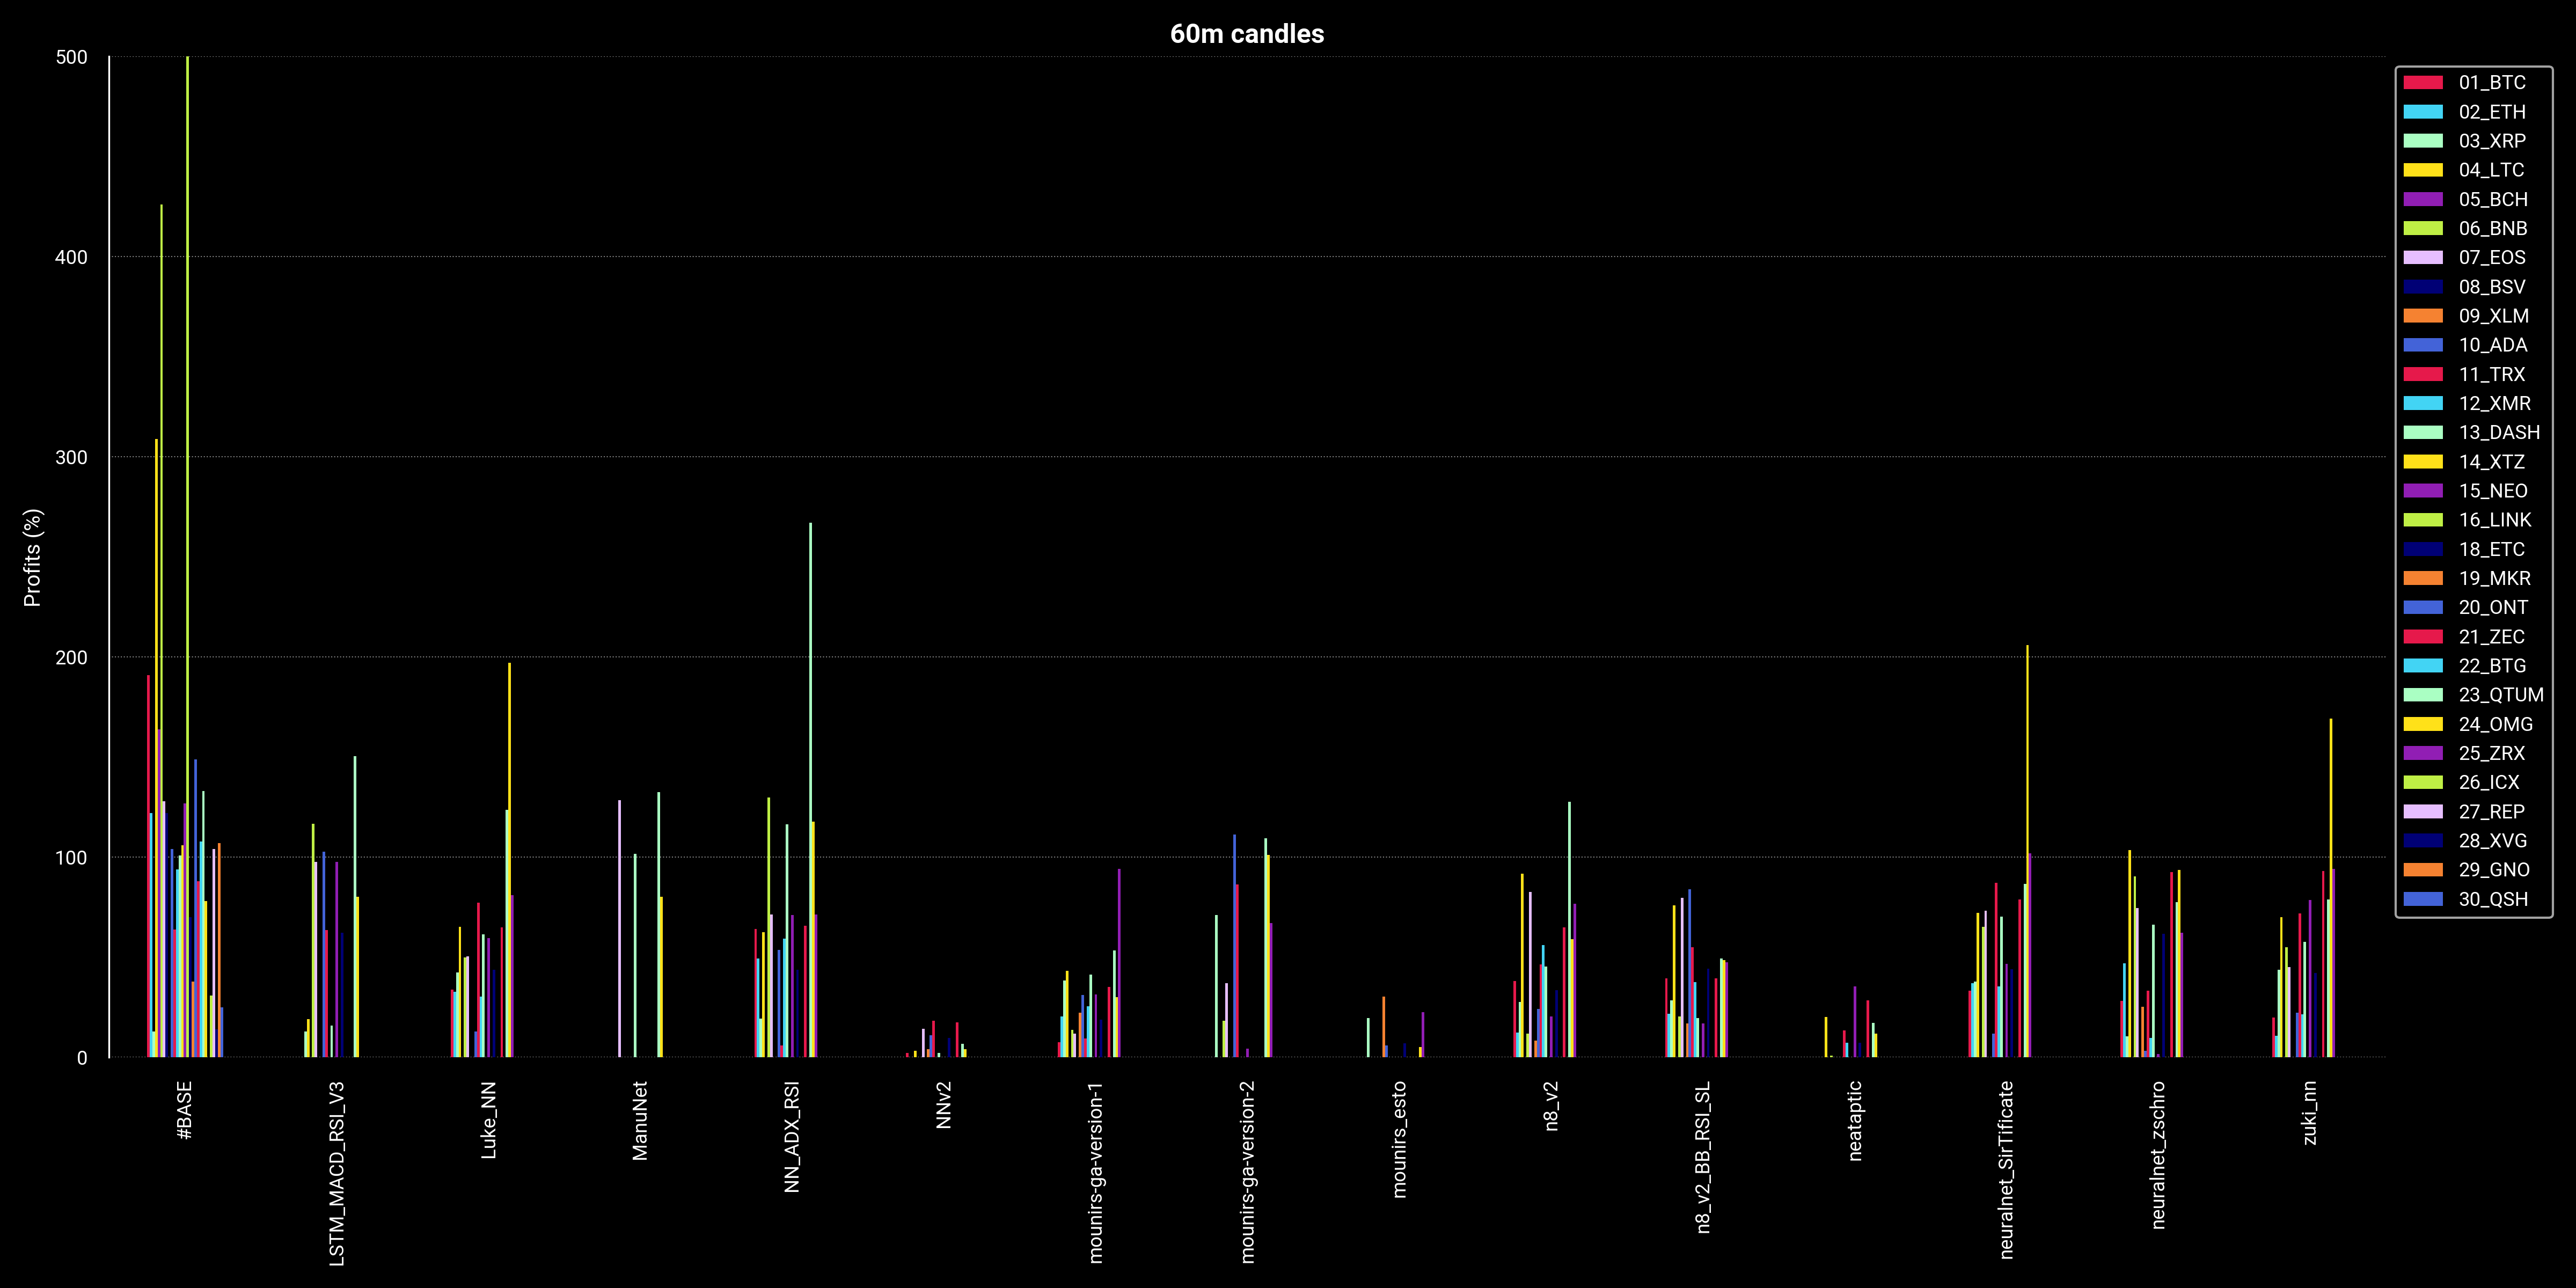 60m candles
Profits (%)
500
400
300
200
100
0
#BASE
LSTM_MACD_RSI_V3
Luke_NN
ManuNet
NN_ADX_RSI
NNv2
mounirs-ga-version-1
mounirs-ga-version-2
mounirs_esto
n8_v2
n8_v2_BB_RSI_SL
neataptic
neuralnet_SirTificate
neuralnet_zschro
zuki_nn
01_BTC
02_ETH
03_XRP
04_LTC
05_BCH
06_BNB
07_EOS
08_BSV
09_XLM
10_ADA
11_TRX
12_XMR
13_DASH
14_XTZ
15_NEO
16_LINK
18_ETC
19_MKR
20_ONT
21_ZEC
22_BTG
23_QTUM
24_OMG
25_ZRX
26_ICX
27_REP
28_XVG
29_GNO
30_QSH